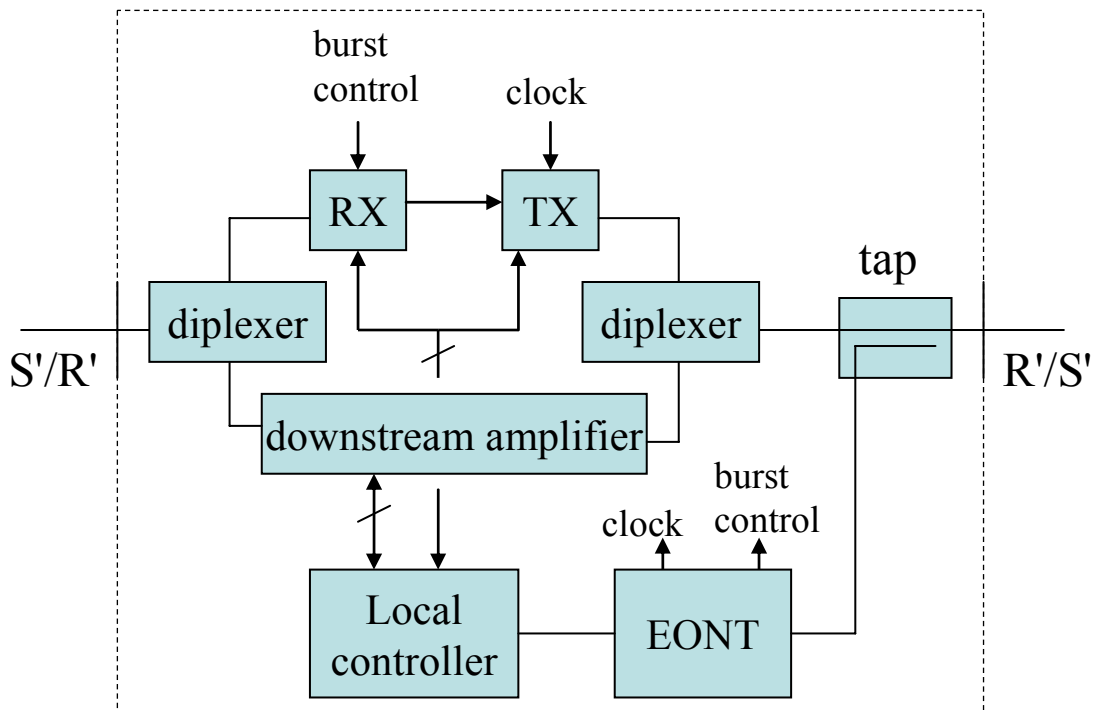 burst
control
clock
RX
TX
tap
diplexer
diplexer
S'/R'
R'/S'
downstream amplifier
clock
burst
control
Local
controller
EONT